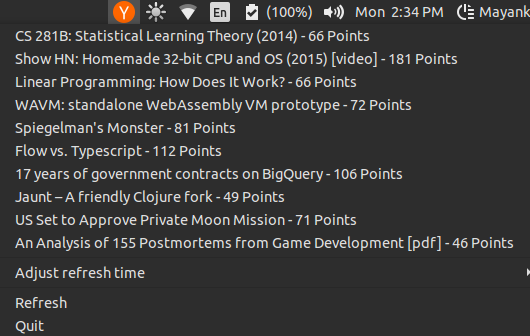 Y En (100%) Mon 2:34 PM Mayank
CS 281B: Statistical Learning Theory (2014) - 66 Points
Show HN: Homemade 32-bit CPU and OS (2015) [video] - 181 Points
Linear Programming: How Does It Work? - 66 Points
WAVM: standalone WebAssembly VM prototype - 72 Points
Spiegelman's Monster - 81 Points
Flow vs. Typescript - 112 Points
17 years of government contracts on BigQuery - 106 Points
Jaunt – A friendly Clojure fork - 49 Points
US Set to Approve Private Moon Mission - 71 Points
An Analysis of 155 Postmortems from Game Development [pdf] - 46 Points
Adjust refresh time
Refresh
Quit